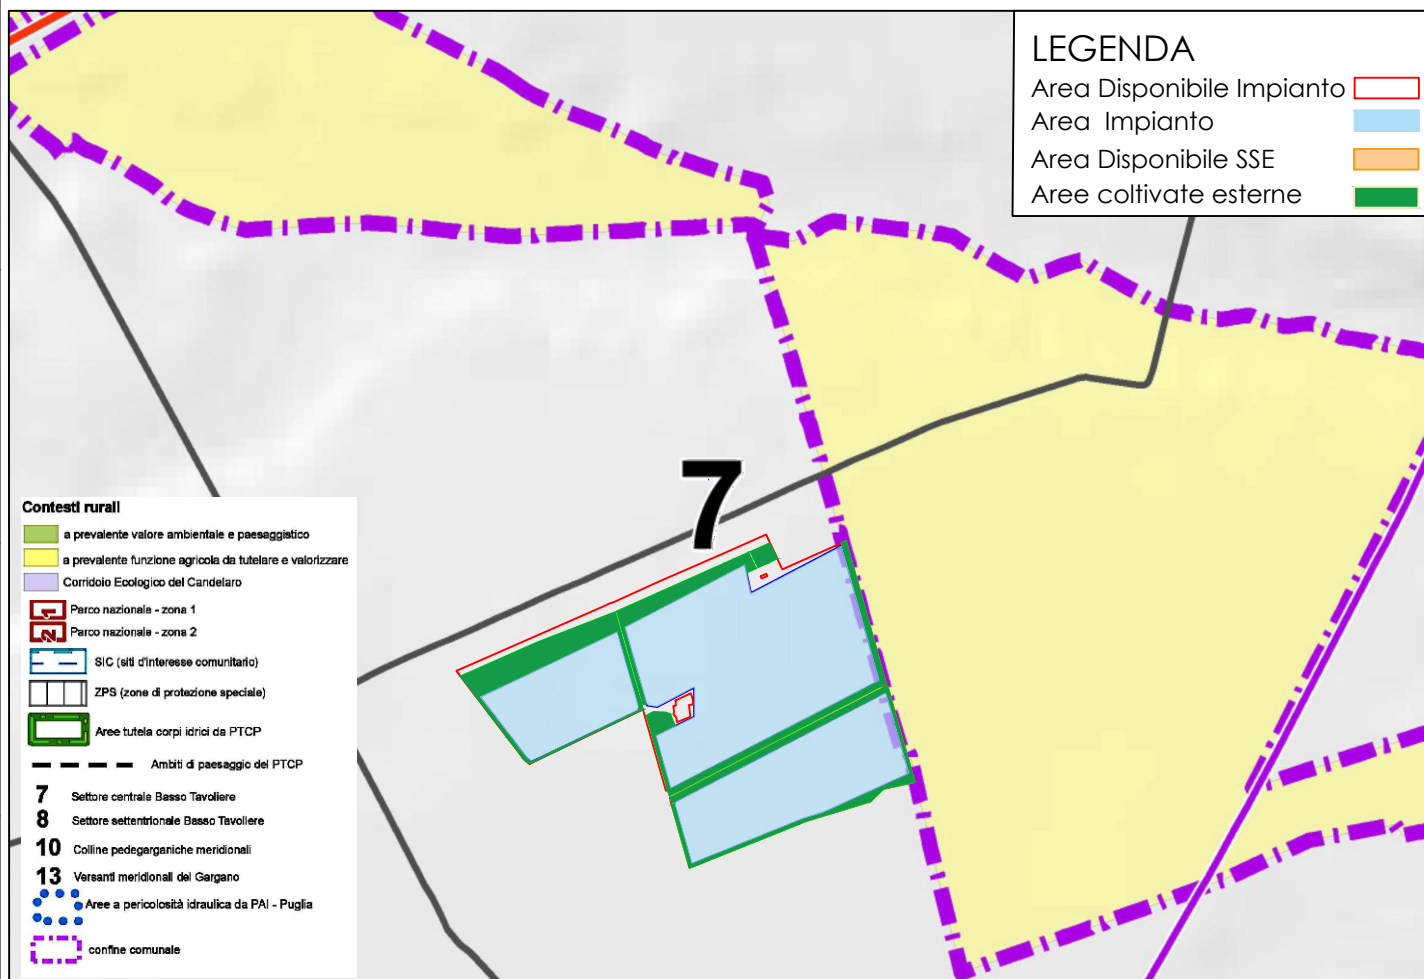 LEGENDA
Area Disponibile Impianto
Area Impianto
Area Disponibile SSE
Aree coltivate esterne
7
Contesti rurali
a prevalente valore ambientale e paesaggistico
a prevalente funzione agricola da tutelare e valorizzare
Corridoio Ecologico del Candelaro
1 Parco nazionale - zona 1
2 Parco nazionale - zona 2
SIC (siti d'interesse comunitario)
ZPS (zone di protezione speciale)
Aree tutela corpi idrici da PTCP
Ambiti di paesaggio del PTCP
7 Settore centrale Basso Tavoliere
8 Settore settentrionale Basso Tavoliere
10 Colline pedegarganiche meridionali
13 Versanti meridionali del Gargano
Aree a pericolosità idraulica da PAI - Puglia
confine comunale